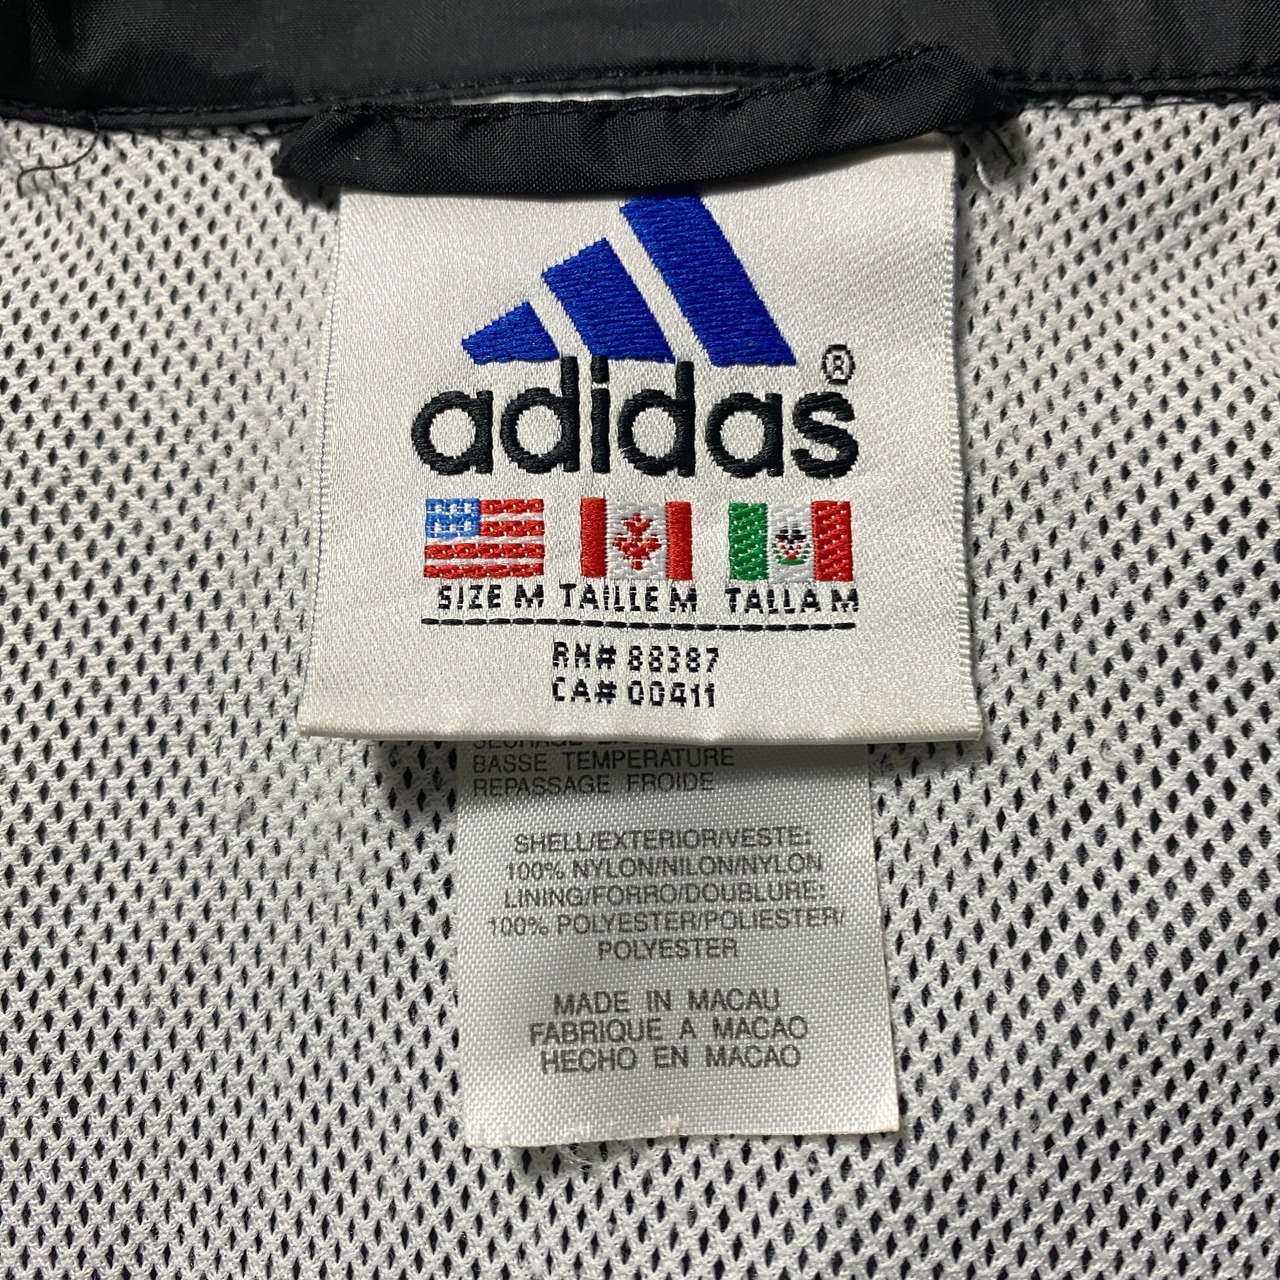 adidas®
SIZE M TAILLE M TALLA M
RN# 88387
CA# 00411
BASSE TEMPERATURE
REPASSAGE FROIDE
SHELL/EXTERIOR/VESTE:
100% NYLON/NILON/NYLON
LINING/FORRO/DOUBLURE:
100% POLYESTER/POLIESTER/
POLYESTER
MADE IN MACAU
FABRIQUE A MACAO
HECHO EN MACAO